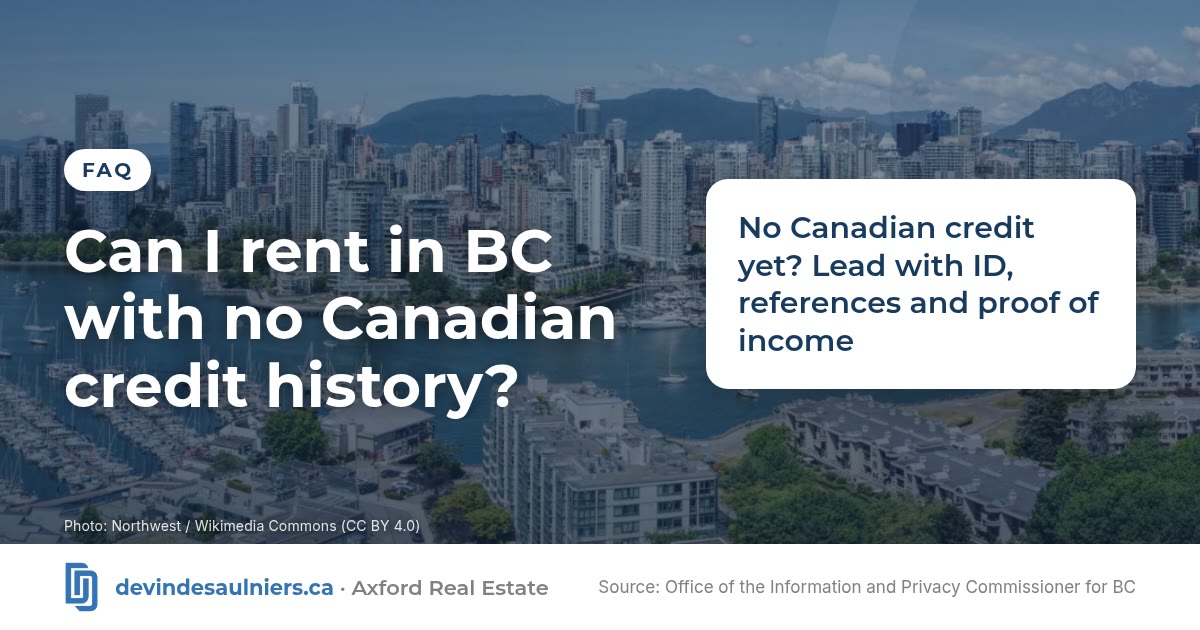 FAQ
Can I rent in BC
with no Canadian
credit history?
No Canadian credit
yet? Lead with ID,
references and proof of
income
Photo: Northwest / Wikimedia Commons (CC BY 4.0)
devindesaulniers.ca · Axford Real Estate
Source: Office of the Information and Privacy Commissioner for BC